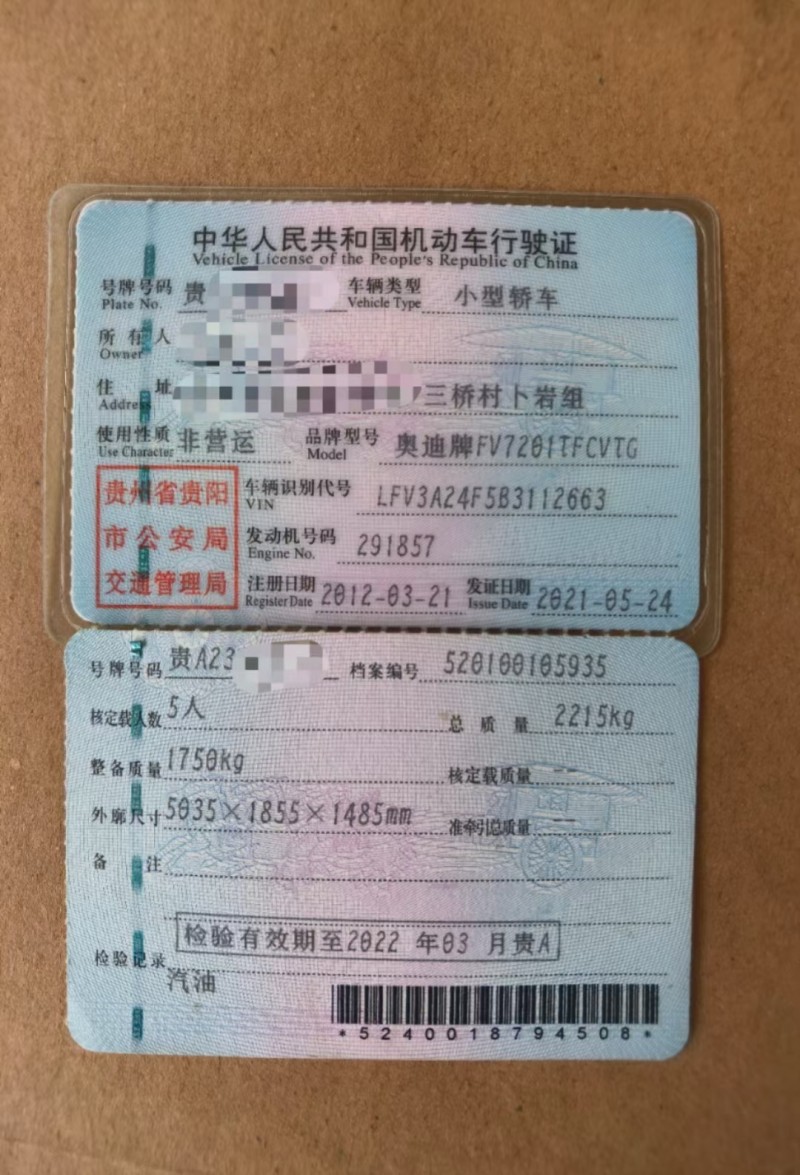 中华人民共和国机动车行驶证
Vehicle License of the People's Republic of China
号牌号码 贵 车辆类型 小型轿车
Plate No. Vehicle Type
所有人
Owner
住址 三桥村卜岩组
Address
使用性质 非营运 品牌型号 奥迪牌FV7201TFCVTG
Use Character Model
贵州省贵阳市公安局交通管理局
车辆识别代号 LFV3A24F5B3112663
VIN
发动机号码 291857
Engine No.
注册日期 2012-03-21 发证日期 2021-05-24
Register Date Issue Date
号牌号码 贵A23 档案编号 520100105935
核定载人数 5人 总质量 2215kg
整备质量 1750kg 核定载质量 --
外廓尺寸 5035×1855×1485mm 准牵引总质量 --
备注
检验有效期至2022 年03 月贵A
检验记录
汽油
*5240018794508*